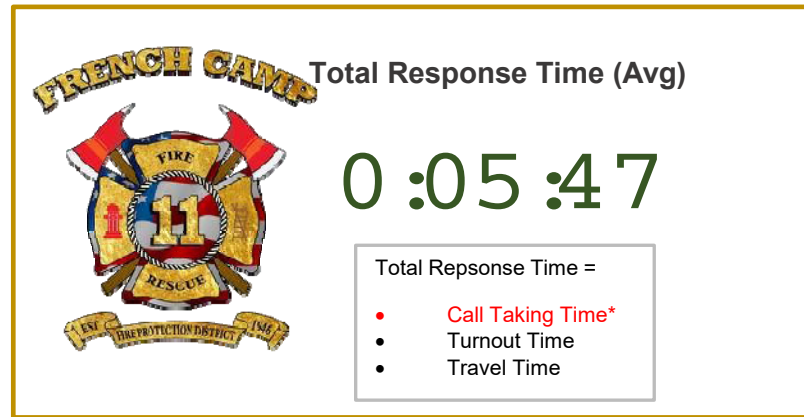 FRENCH CAMP
Total Response Time (Avg)
FIRE
11
RESCUE
EST FIRE PROTECTION DISTRICT 1946
0:05:47
Total Repsonse Time =
• Call Taking Time*
• Turnout Time
• Travel Time